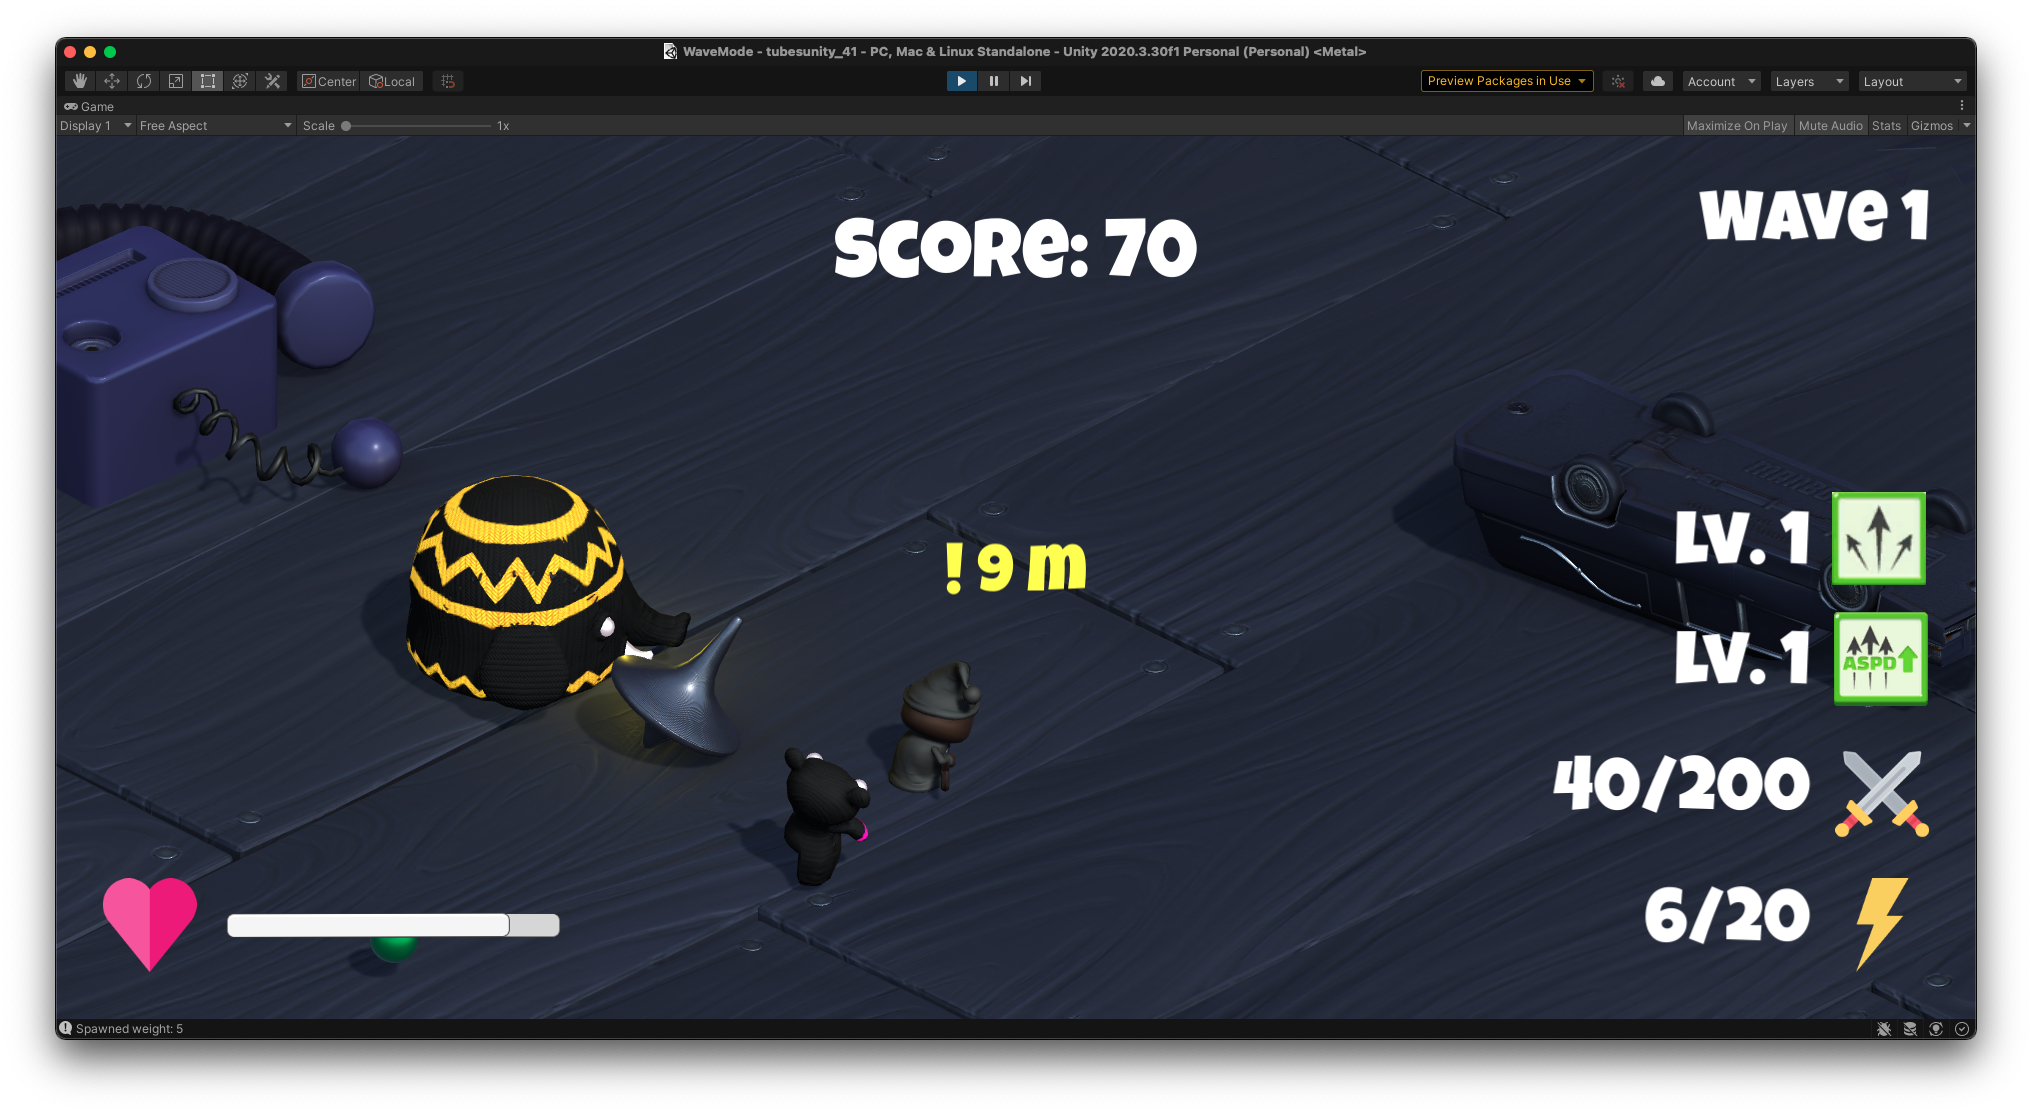 WaveMode - tubesunity_41 - PC, Mac & Linux Standalone - Unity 2020.3.30f1 Personal (Personal) <Metal>
Center Local Preview Packages in Use Account Layers Layout
Game
Display 1 Free Aspect Scale 1x Maximize On Play Mute Audio Stats Gizmos
Wave 1
Score: 70
Lv. 1
! 9 m
Lv. 1 ASPD
40/200
6/20
Spawned weight: 5